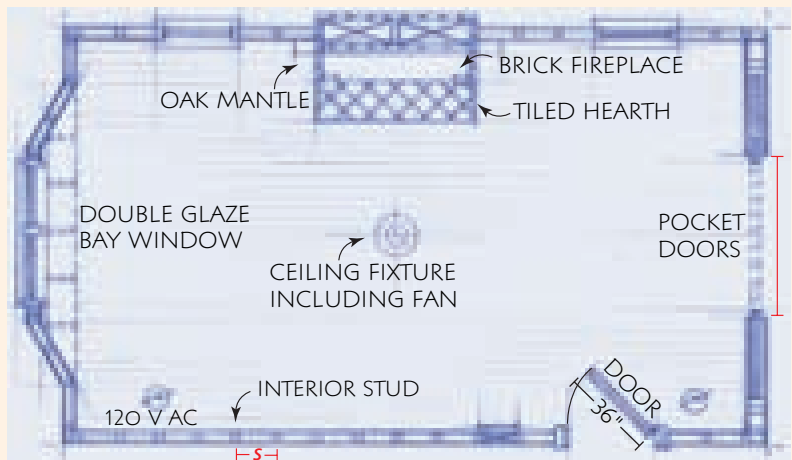 BRICK FIREPLACE
OAK MANTLE
TILED HEARTH
DOUBLE GLAZE
BAY WINDOW
POCKET
DOORS
CEILING FIXTURE
INCLUDING FAN
INTERIOR STUD
DOOR
36"
120 V AC
S